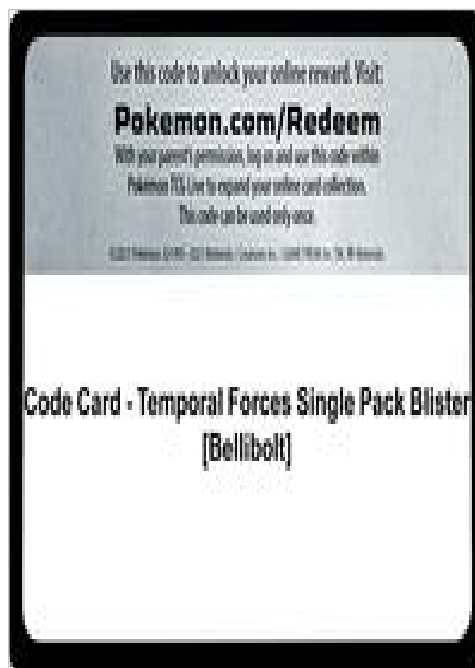 Use this code to unlock your online reward. Visit:
Pokemon.com/Redeem
With your parent's permission, log on and use this code within
Pokémon TCG Live to expand your online card collection.
This code can be used only once.
Code Card - Temporal Forces Single Pack Blister
[Bellibolt]